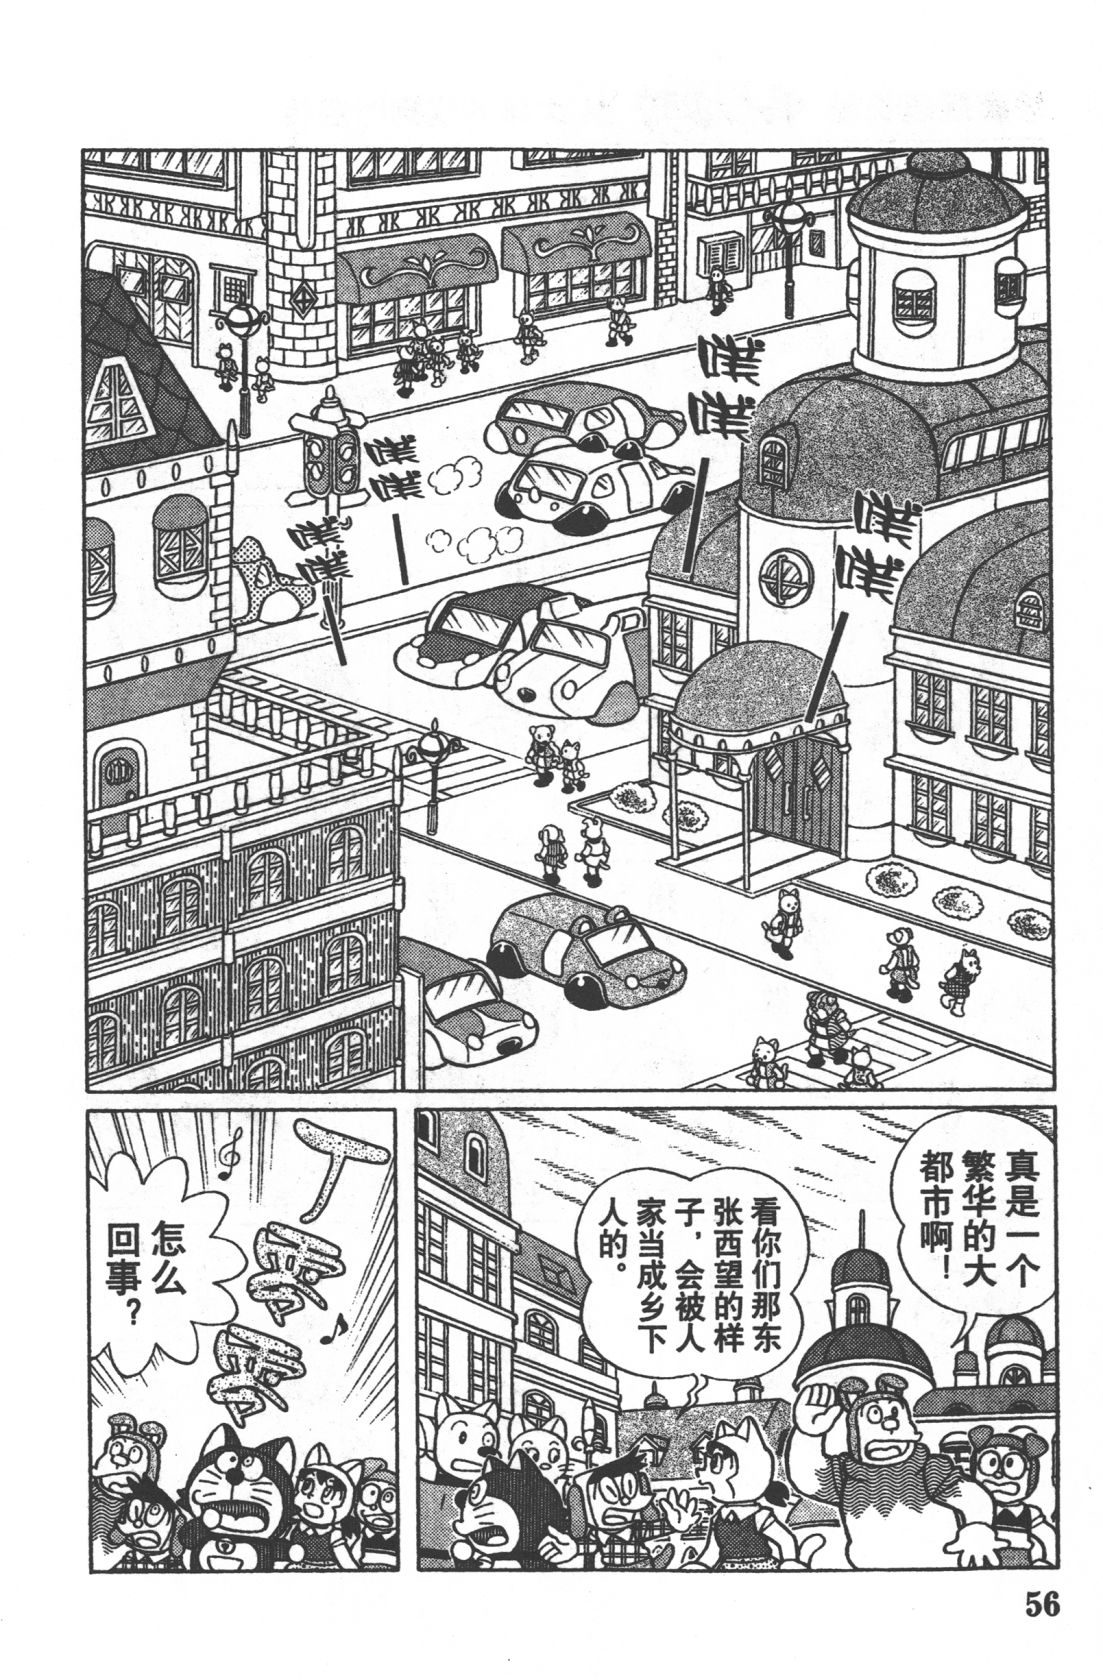 噗噗
噗噗
噗噗
噗噗
真是一个
繁华的大
都市啊！
看你们那东
张西望的样
子，会被人
家当成乡下
人的。
丁零零
怎么
回事？
56